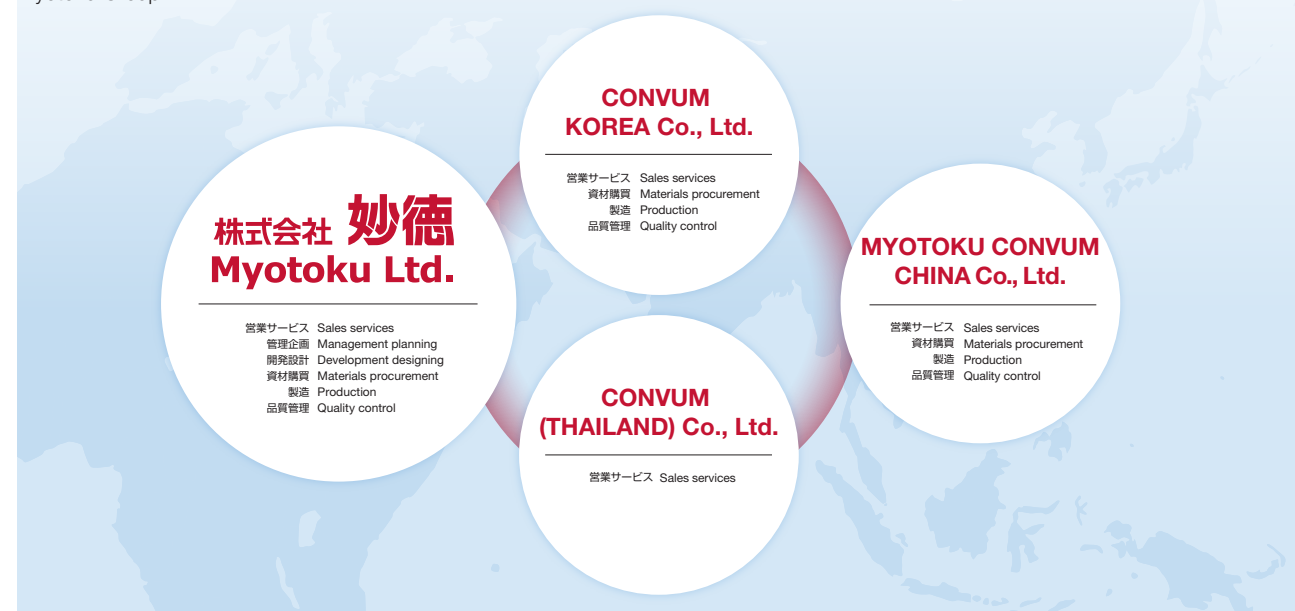 CONVUM
KOREA Co., Ltd.
営業サービス Sales services
資材購買 Materials procurement
製造 Production
品質管理 Quality control
株式会社 妙徳
Myotoku Ltd.
営業サービス Sales services
管理企画 Management planning
開発設計 Development designing
資材購買 Materials procurement
製造 Production
品質管理 Quality control
MYOTOKU CONVUM
CHINA Co., Ltd.
営業サービス Sales services
資材購買 Materials procurement
製造 Production
品質管理 Quality control
CONVUM
(THAILAND) Co., Ltd.
営業サービス Sales services